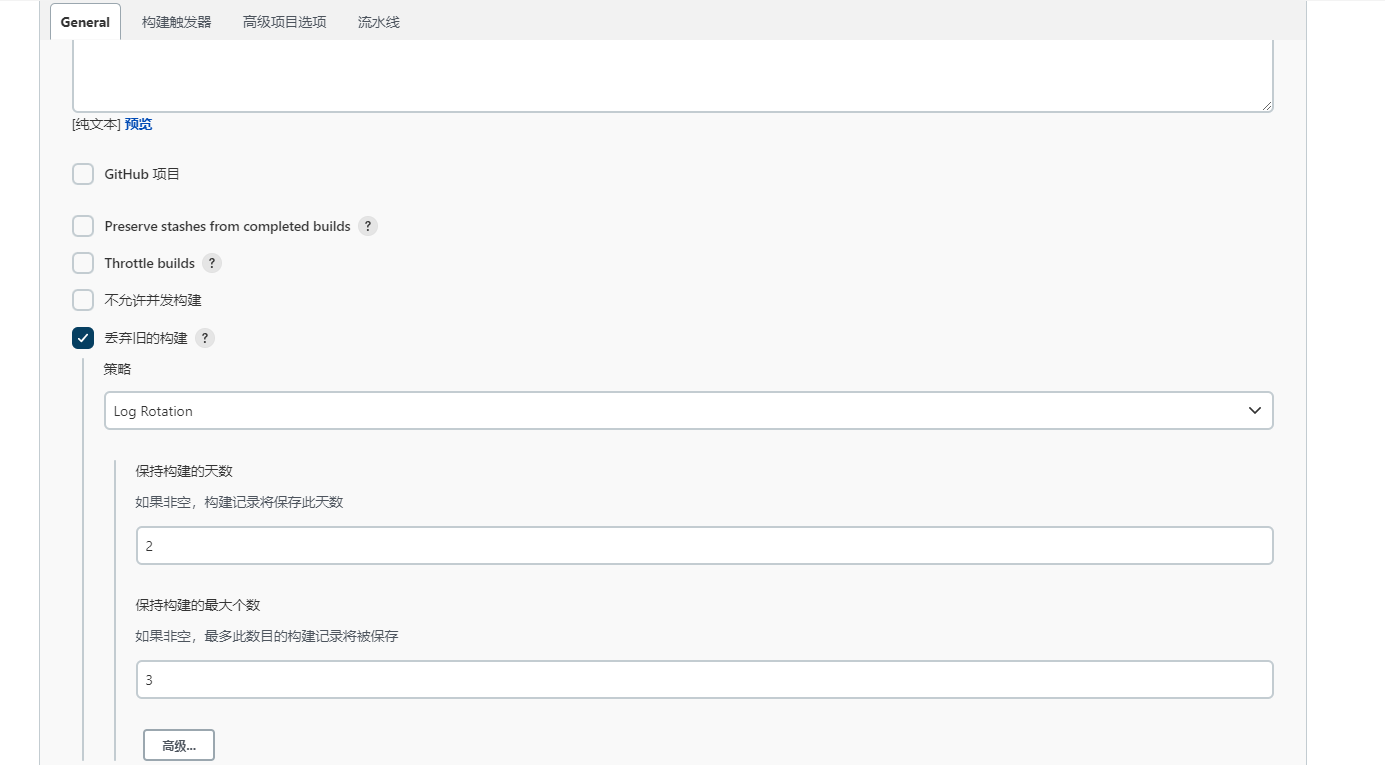 General 构建触发器 高级项目选项 流水线
[纯文本] 预览
GitHub 项目
Preserve stashes from completed builds ?
Throttle builds ?
不允许并发构建
丢弃旧的构建 ?
策略
Log Rotation
保持构建的天数
如果非空，构建记录将保存此天数
2
保持构建的最大个数
如果非空，最多此数目的构建记录将被保存
3
高级...